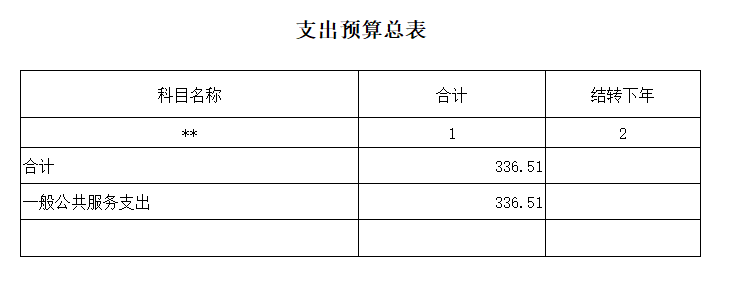 支出预算总表
科目名称 合计 结转下年
** 1 2
合计 336.51
一般公共服务支出 336.51